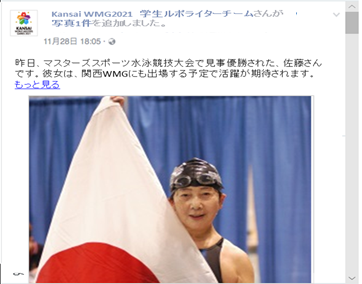 Kansai WMG2021 学生ルポライターチームさんが
写真1件を追加しました。
KANSAI
11月28日 18:05・
昨日、マスターズスポーツ水泳競技大会で見事優勝された、佐藤さん
です。彼女は、関西WMGにも出場する予定で活躍が期待されます。
もっと見る